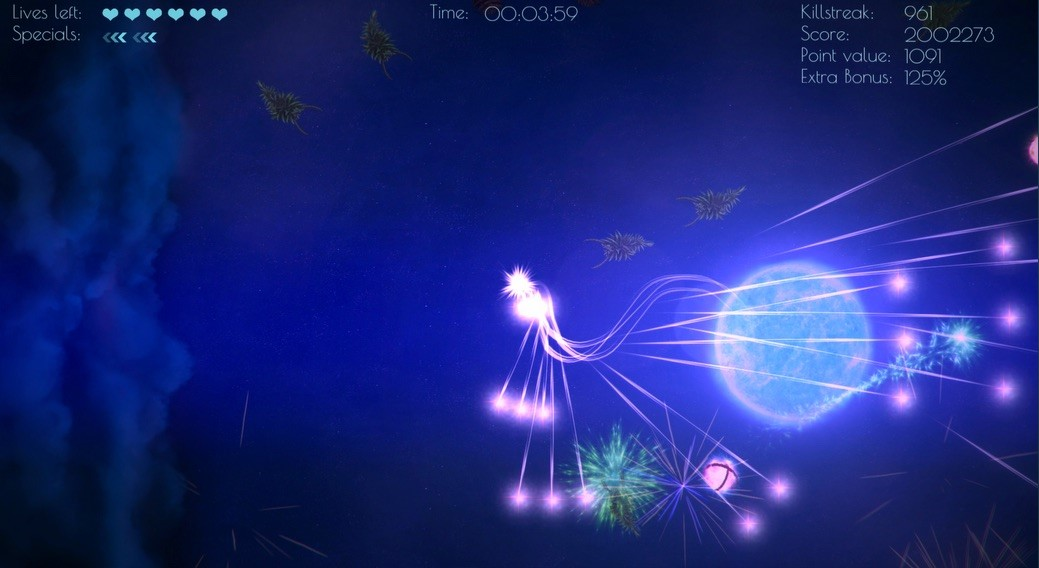 Lives left:
Specials:
Time: 00:03:59
Killstreak: 961
Score: 2002273
Point value: 1091
Extra Bonus: 125%